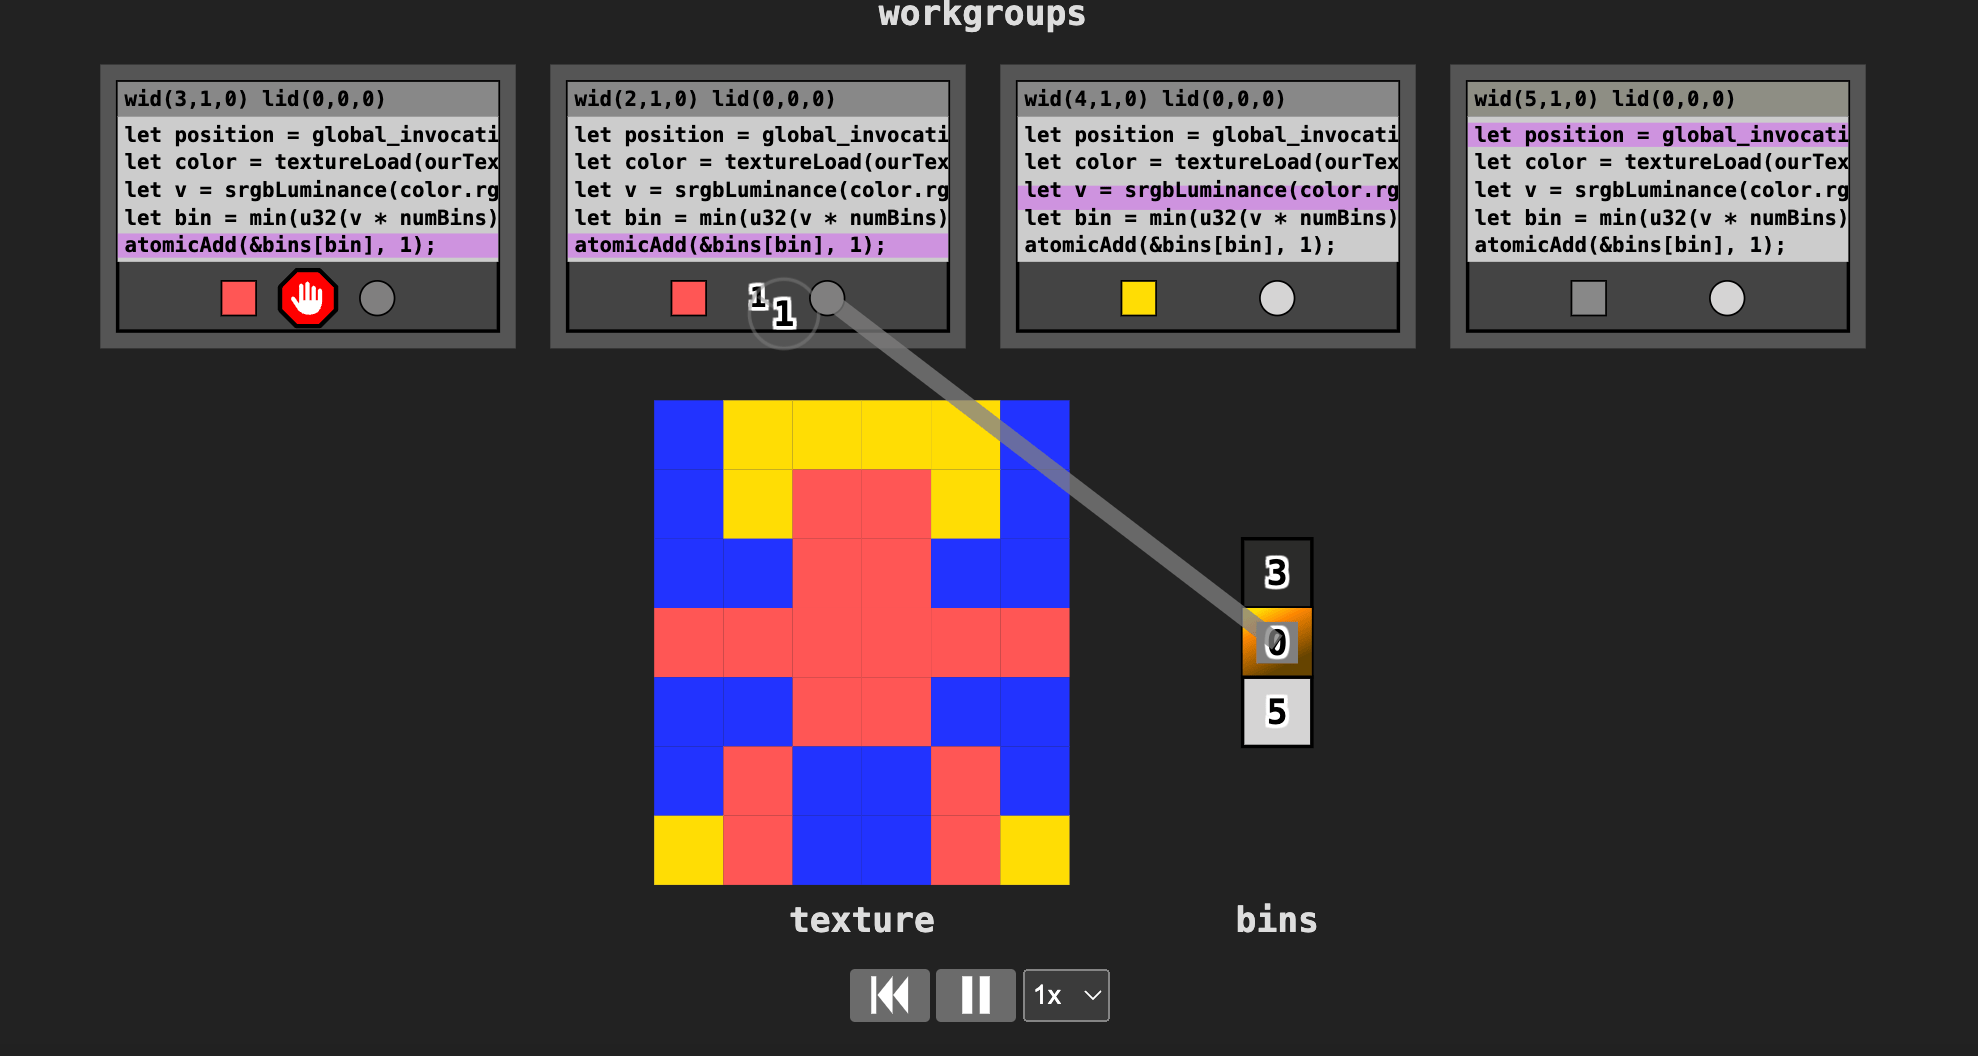 workgroups
wid(3,1,0) lid(0,0,0)
let position = global_invocati
let color = textureLoad(ourTex
let v = srgbLuminance(color.rg
let bin = min(u32(v * numBins)
atomicAdd(&bins[bin], 1);
wid(2,1,0) lid(0,0,0)
let position = global_invocati
let color = textureLoad(ourTex
let v = srgbLuminance(color.rg
let bin = min(u32(v * numBins)
atomicAdd(&bins[bin], 1);
1
1
wid(4,1,0) lid(0,0,0)
let position = global_invocati
let color = textureLoad(ourTex
let v = srgbLuminance(color.rg
let bin = min(u32(v * numBins)
atomicAdd(&bins[bin], 1);
wid(5,1,0) lid(0,0,0)
let position = global_invocati
let color = textureLoad(ourTex
let v = srgbLuminance(color.rg
let bin = min(u32(v * numBins)
atomicAdd(&bins[bin], 1);
3
0
5
texture
bins
1x